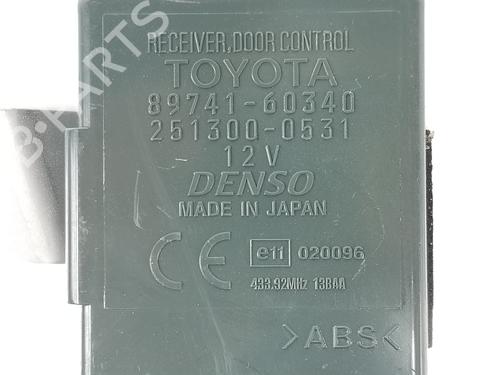 RECEIVER,DOOR CONTROL
TOYOTA
89741-60340
251300-0531
12V
DENSO
MADE IN JAPAN
CE e11 020096
433.92MHz 13BAA
>ABS<
B-PARTS